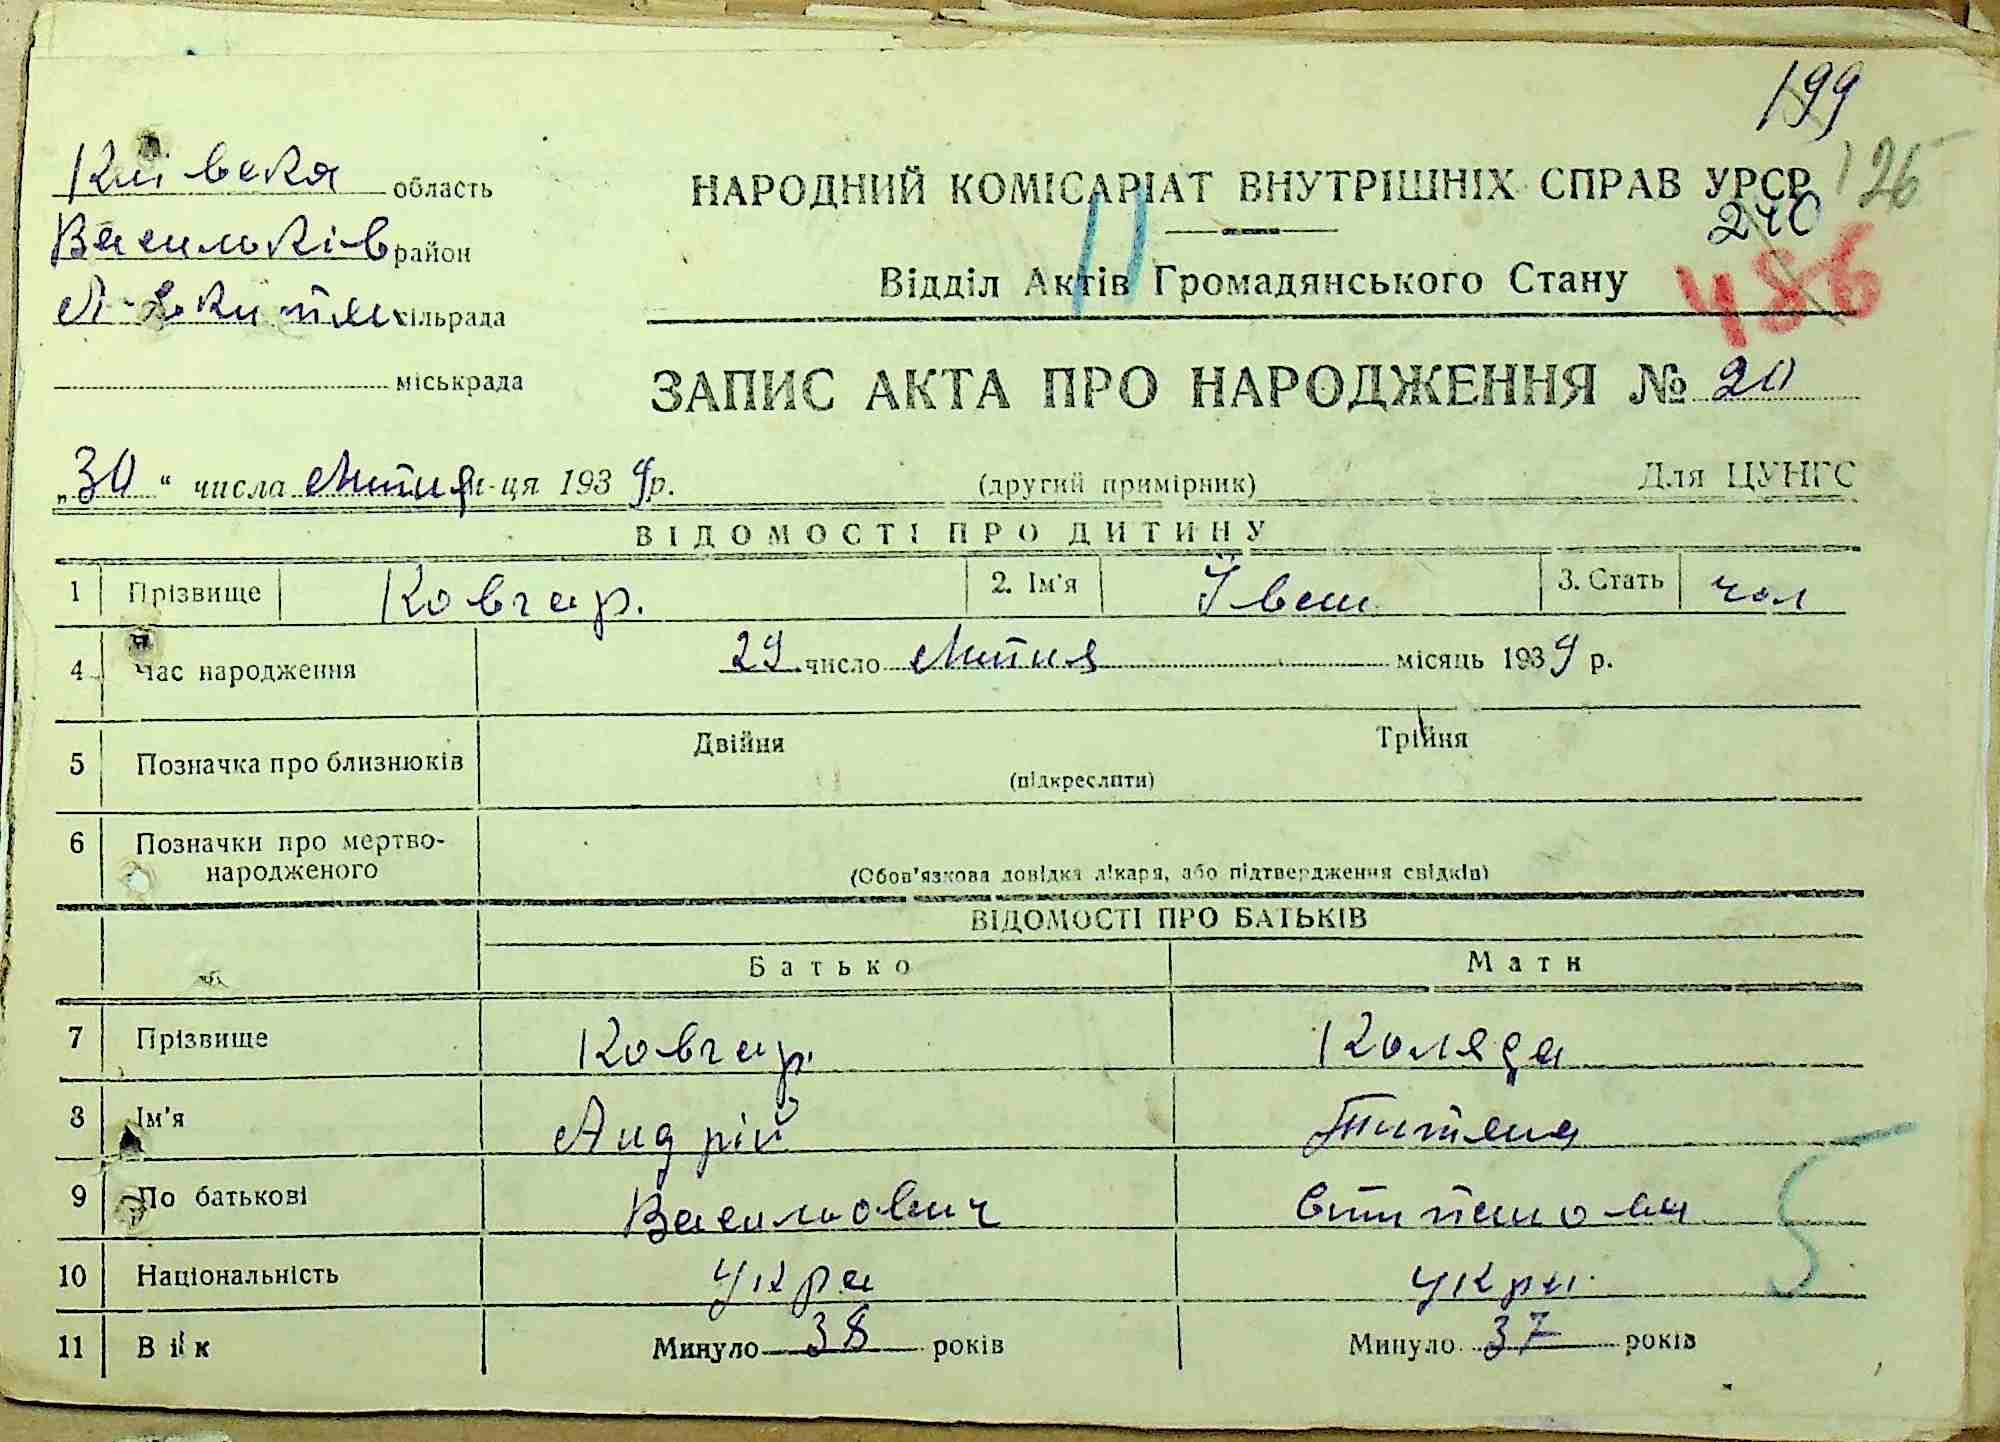 199
Київська область
126
НАРОДНИЙ КОМІСАРІАТ ВНУТРІШНІХ СПРАВ УРСР
240
Васильків район
486
Відділ Актів Громадянського Стану
сільрада
міськрада
ЗАПИС АКТА ПРО НАРОДЖЕННЯ № 20
„30" числа Липня м-ця 1939 р. (другий примірник) Для ЦУНГС
ВІДОМОСТІ ПРО ДИТИНУ
1 Прізвище Ковгар. 2. Ім'я Іван 3. Стать чол
4 Час народження 29 число Липня місяць 1939 р.
5 Позначка про близнюків Двійня Трійня
(підкреслити)
6 Позначки про мертво-
народженого (Обов'язкова довідка лікаря, або підтвердження свідків)
ВІДОМОСТІ ПРО БАТЬКІВ
Батько Мати
7 Прізвище Ковгар. Коляда
8 Ім'я Андрій Титяна
9 По батькові Васильович
10 Національність укра укра.
11 Вік Минуло 38 років Минуло 37 років
5